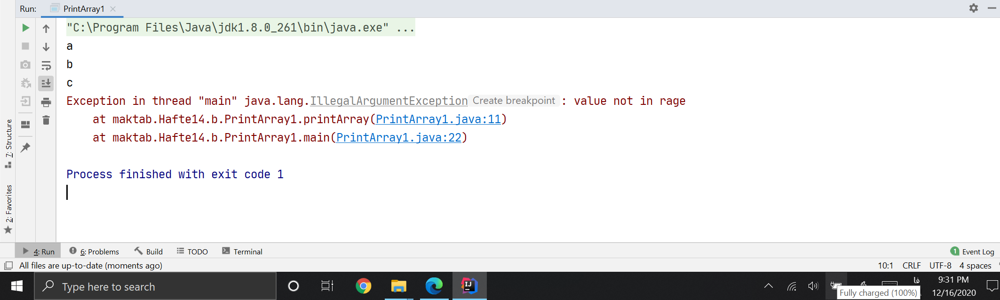 Run: PrintArray1
"C:\Program Files\Java\jdk1.8.0_261\bin\java.exe" ...
a
b
c
Exception in thread "main" java.lang.IllegalArgumentException Create breakpoint : value not in rage
at maktab.Hafte14.b.PrintArray1.printArray(PrintArray1.java:11)
at maktab.Hafte14.b.PrintArray1.main(PrintArray1.java:22)
Process finished with exit code 1
7: Structure
2: Favorites
4: Run 6: Problems Build TODO Terminal 1 Event Log
All files are up-to-date (moments ago) 10:1 CRLF UTF-8 4 spaces
Type here to search
IJ
فا
9:31 PM
12/16/2020
Fully charged (100%)